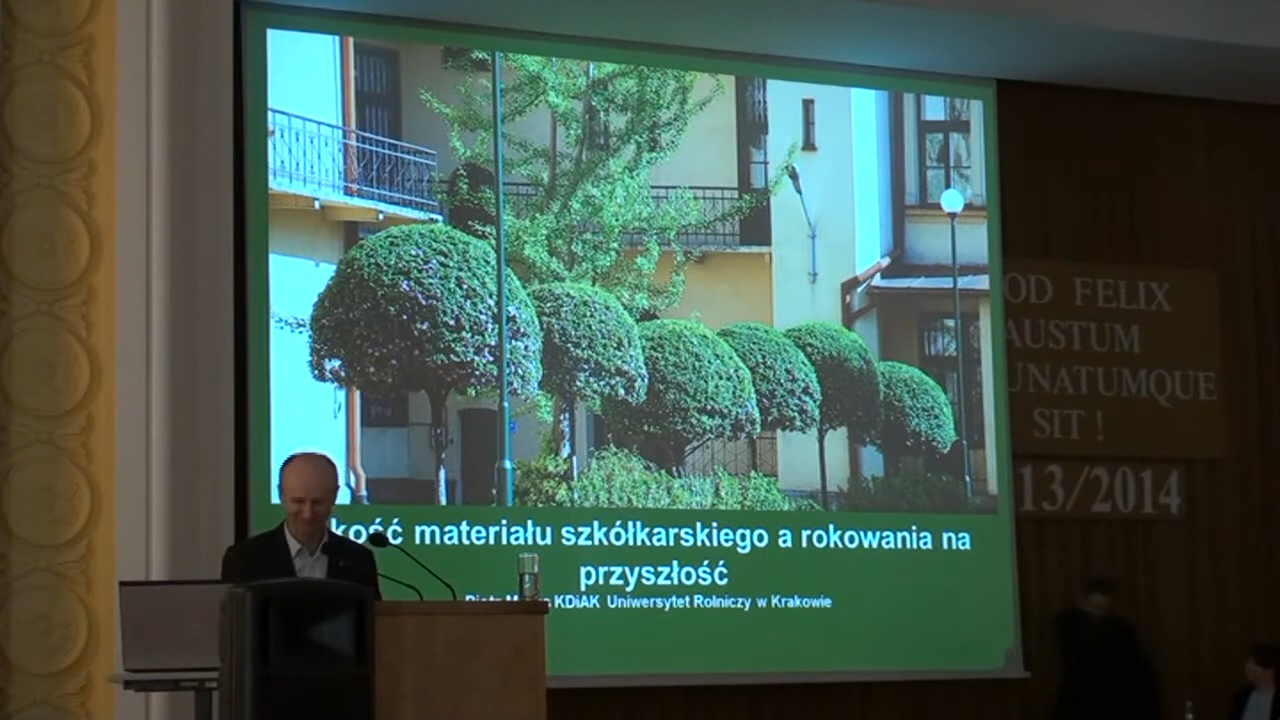 kość materiału szkółkarskiego a rokowania na
przyszłość
KDiAK Uniwersytet Rolniczy w Krakowie
OD FELIX
AUSTUM
UNATUMQUE
SIT !
13/2014